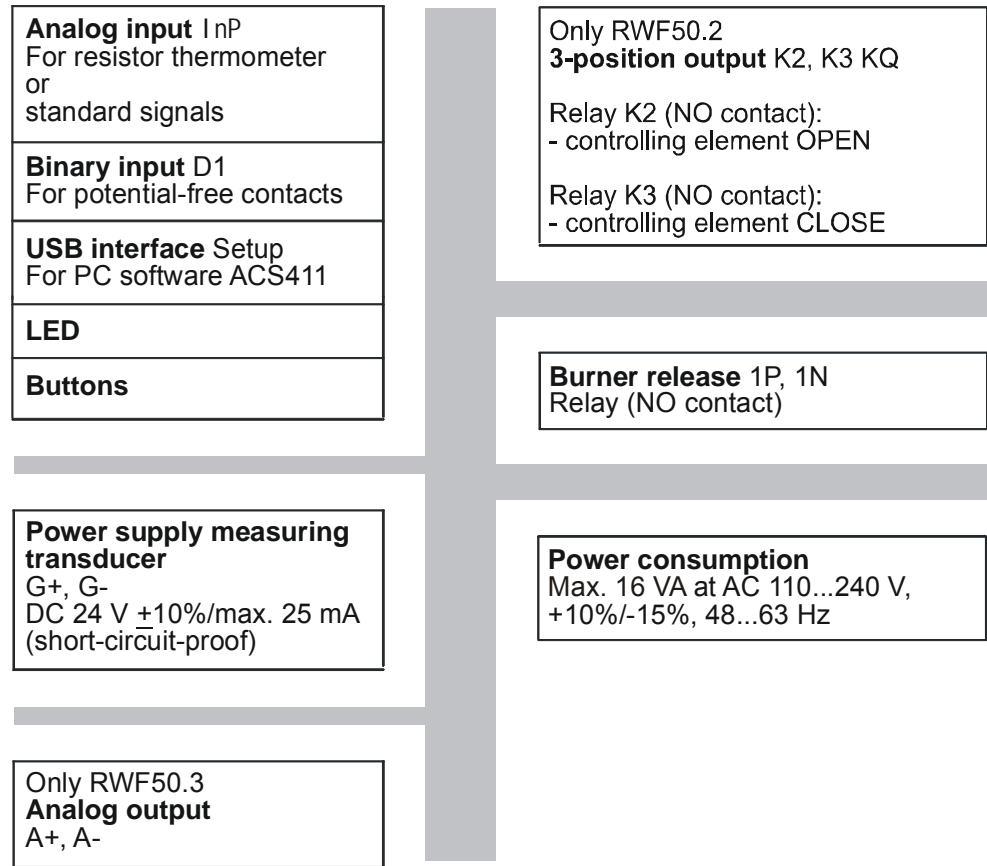 Analog input InP
For resistor thermometer
or
standard signals
Binary input D1
For potential-free contacts
USB interface Setup
For PC software ACS411
LED
Buttons
Power supply measuring
transducer
G+, G-
DC 24 V ±10%/max. 25 mA
(short-circuit-proof)
Only RWF50.3
Analog output
A+, A-
Only RWF50.2
3-position output K2, K3 KQ
Relay K2 (NO contact):
- controlling element OPEN
Relay K3 (NO contact):
- controlling element CLOSE
Burner release 1P, 1N
Relay (NO contact)
Power consumption
Max. 16 VA at AC 110...240 V,
+10%/-15%, 48...63 Hz